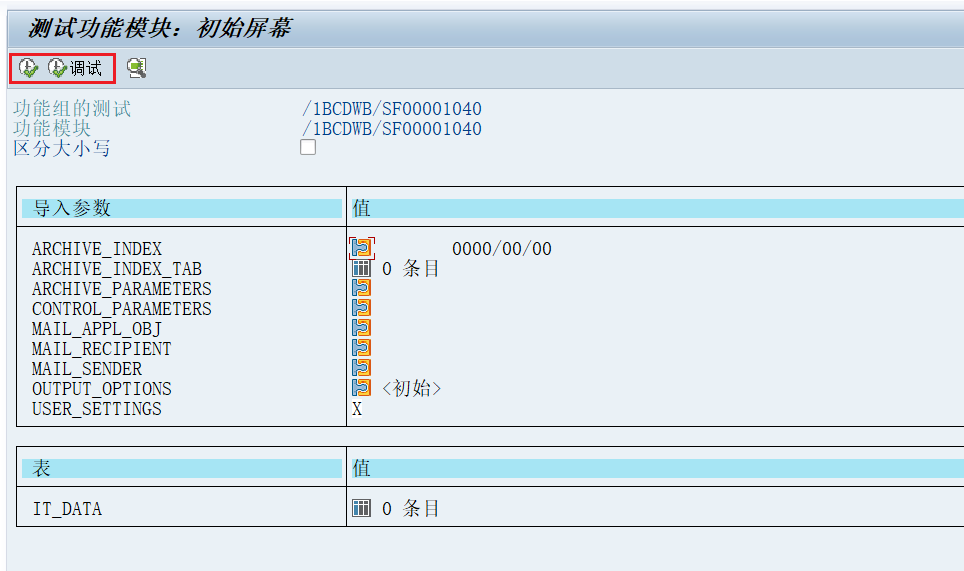 测试功能模块：初始屏幕
调试
功能组的测试 /1BCDWB/SF00001040
功能模块 /1BCDWB/SF00001040
区分大小写
导入参数 值
ARCHIVE_INDEX 0000/00/00
ARCHIVE_INDEX_TAB 0 条目
ARCHIVE_PARAMETERS
CONTROL_PARAMETERS
MAIL_APPL_OBJ
MAIL_RECIPIENT
MAIL_SENDER
OUTPUT_OPTIONS <初始>
USER_SETTINGS X
表 值
IT_DATA 0 条目